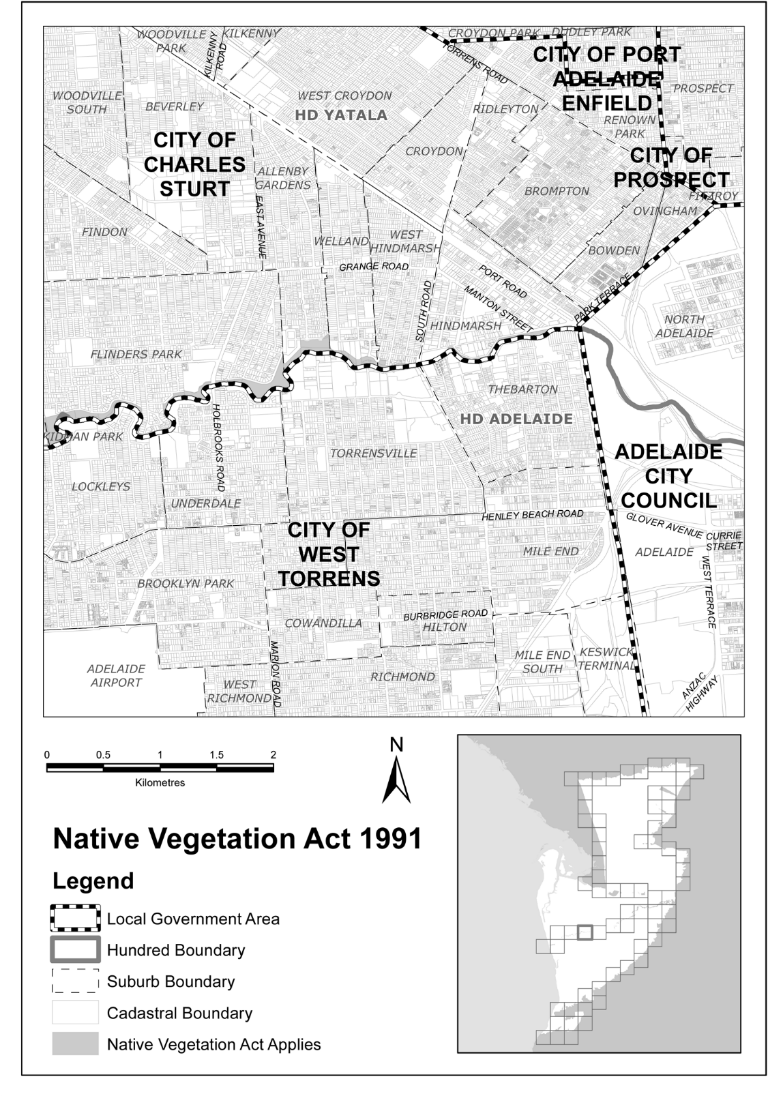 WOODVILLE
PARK
KILKENNY
KILKENNY
ROAD
CROYDON PARK
DUDLEY PARK
TORRENS ROAD
CITY OF PORT
ADELAIDE
ENFIELD
PROSPECT
WOODVILLE
SOUTH
BEVERLEY
WEST CROYDON
HD YATALA
RIDLEYTON
RENOWN
PARK
CITY OF
CHARLES
STURT
CROYDON
CITY OF
PROSPECT
ALLENBY
GARDENS
BROMPTON
FITZROY
OVINGHAM
EAST AVENUE
FINDON
WELLAND
WEST
HINDMARSH
BOWDEN
GRANGE ROAD
PORT ROAD
PARK TERRACE
MANTON STREET
SOUTH ROAD
HINDMARSH
NORTH
ADELAIDE
FLINDERS PARK
THEBARTON
HD ADELAIDE
KIDMAN PARK
HOLBROOKS ROAD
TORRENSVILLE
ADELAIDE
CITY
COUNCIL
LOCKLEYS
UNDERDALE
HENLEY BEACH ROAD
GLOVER AVENUE
CURRIE
STREET
CITY OF
WEST
TORRENS
MILE END
ADELAIDE
WEST TERRACE
BROOKLYN PARK
COWANDILLA
BURBRIDGE ROAD
HILTON
MARION ROAD
MILE END
SOUTH
KESWICK
TERMINAL
ADELAIDE
AIRPORT
WEST
RICHMOND
RICHMOND
ANZAC
HIGHWAY
0 0.5 1 1.5 2
Kilometres
N
Native Vegetation Act 1991
Legend
Local Government Area
Hundred Boundary
Suburb Boundary
Cadastral Boundary
Native Vegetation Act Applies